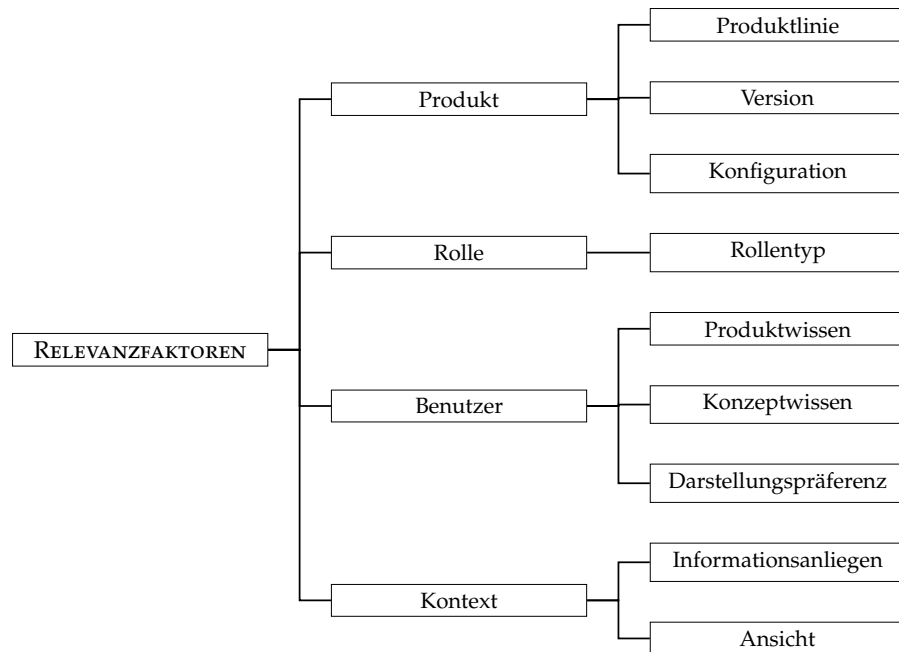 RELEVANZFAKTOREN
Produkt
Produktlinie
Version
Konfiguration
Rolle
Rollentyp
Benutzer
Produktwissen
Konzeptwissen
Darstellungspräferenz
Kontext
Informationsanliegen
Ansicht